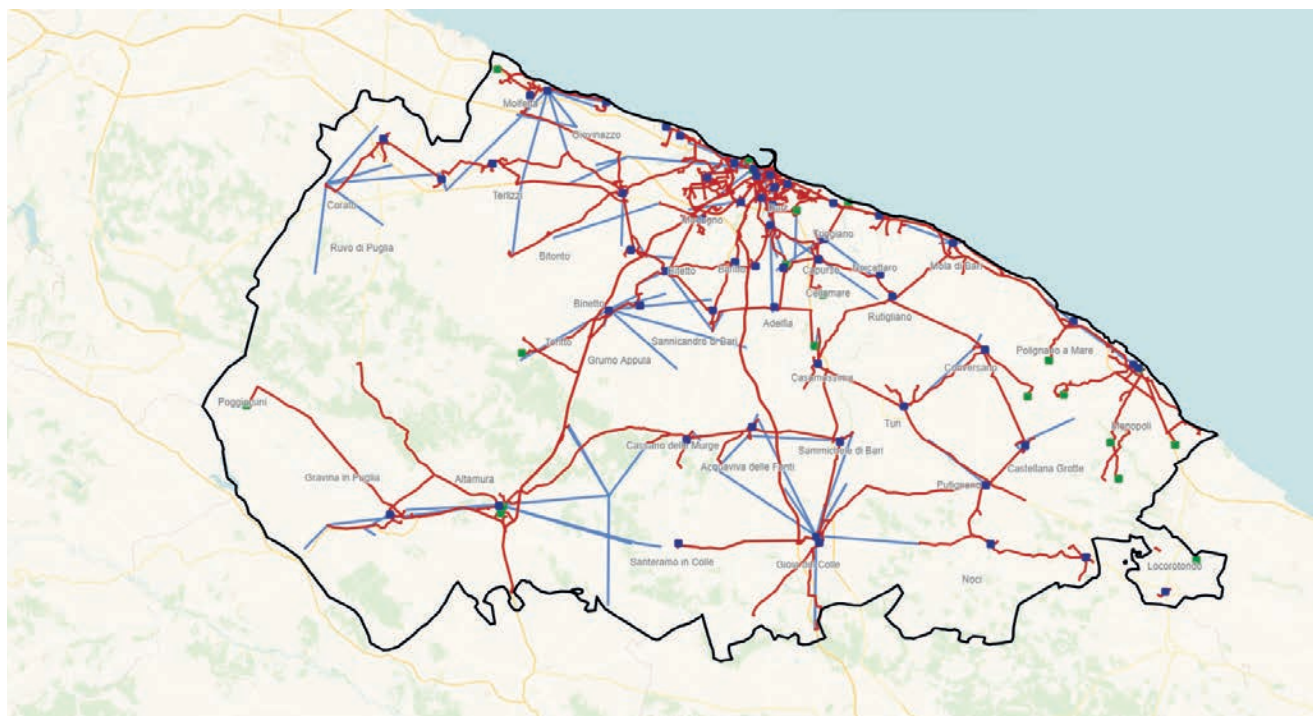 Molfetta
Giovinazzo
Corato
Terlizzi
Ruvo di Puglia
Bitonto
Modugno
Bari
Triggiano
Bitetto
Capurso
Noicattaro
Mola di Bari
Cellamare
Binetto
Adelfia
Rutigliano
Toritto
Sannicandro di Bari
Grumo Appula
Polignano a Mare
Conversano
Casamassima
Poggiorsini
Turi
Monopoli
Cassano delle Murge
Sammichele di Bari
Acquaviva delle Fonti
Castellana Grotte
Gravina in Puglia
Altamura
Putignano
Santeramo in Colle
Gioia del Colle
Noci
Locorotondo